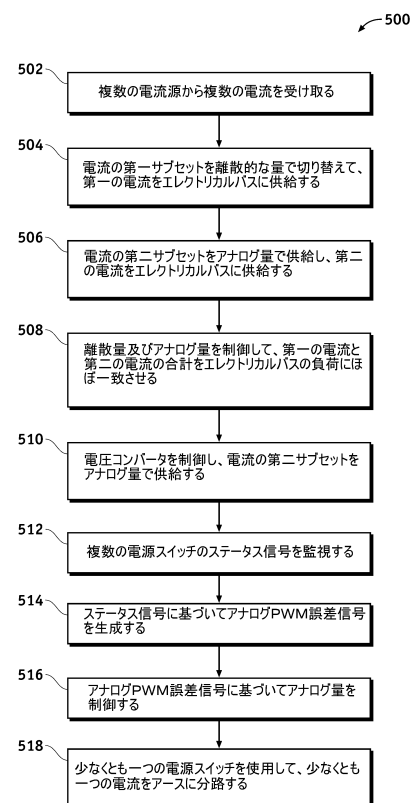 500
502
複数の電流源から複数の電流を受け取る
504
電流の第一サブセットを離散的な量で切り替えて、
第一の電流をエレクトリカルバスに供給する
506
電流の第二サブセットをアナログ量で供給し、第二
の電流をエレクトリカルバスに供給する
508
離散量及びアナログ量を制御して、第一の電流と
第二の電流の合計をエレクトリカルバスの負荷にほ
ぼ一致させる
510
電圧コンバータを制御し、電流の第二サブセットを
アナログ量で供給する
512
複数の電源スイッチのステータス信号を監視する
514
ステータス信号に基づいてアナログPWM誤差信号
を生成する
516
アナログPWM誤差信号に基づいてアナログ量を
制御する
518
少なくとも一つの電源スイッチを使用して、少なくとも
一つの電流をアースに分路する